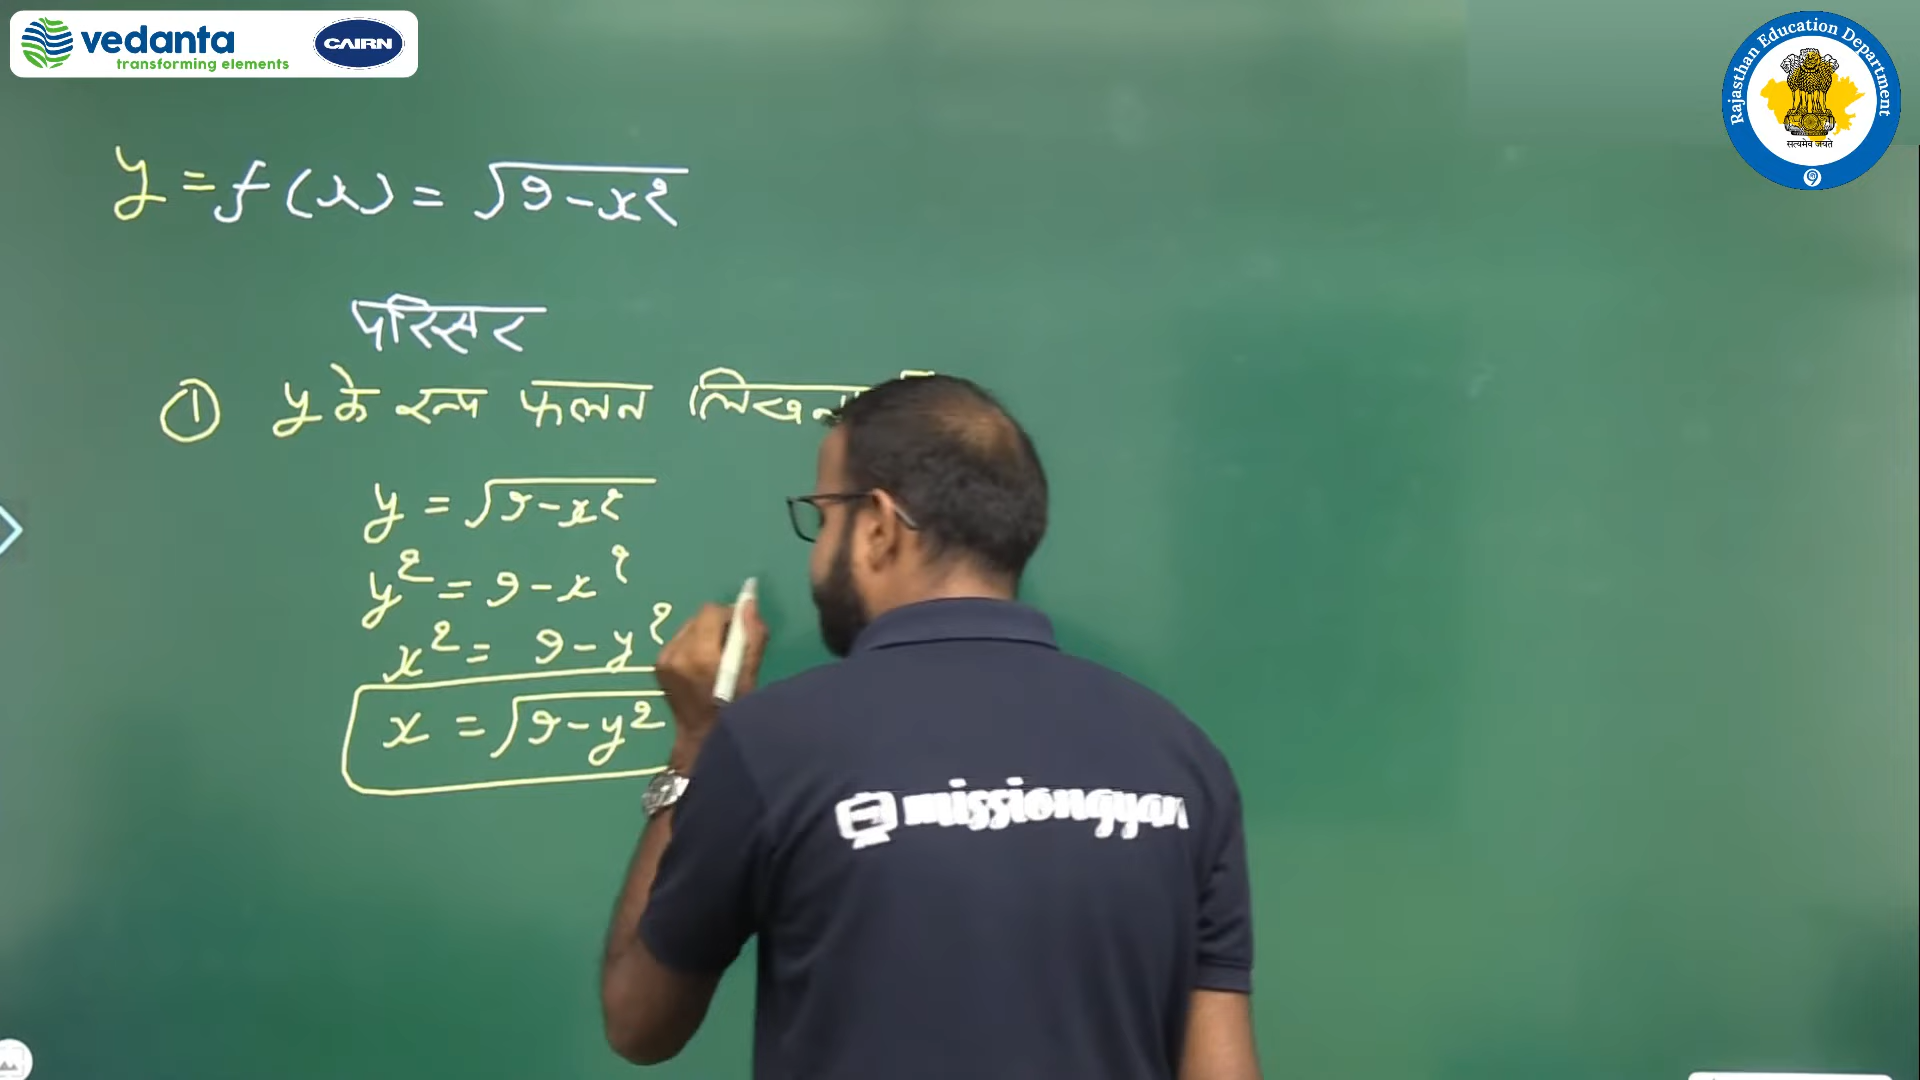 vedanta
transforming elements
CAIRN
Rajasthan Education Department
सत्यमेव जयते
y = f(x) = √9-x²
परिसर
① y के रूप फलन
y = √9-x²
y² = 9-x²
x² = 9-y²
x = √9-y²
missiongyan